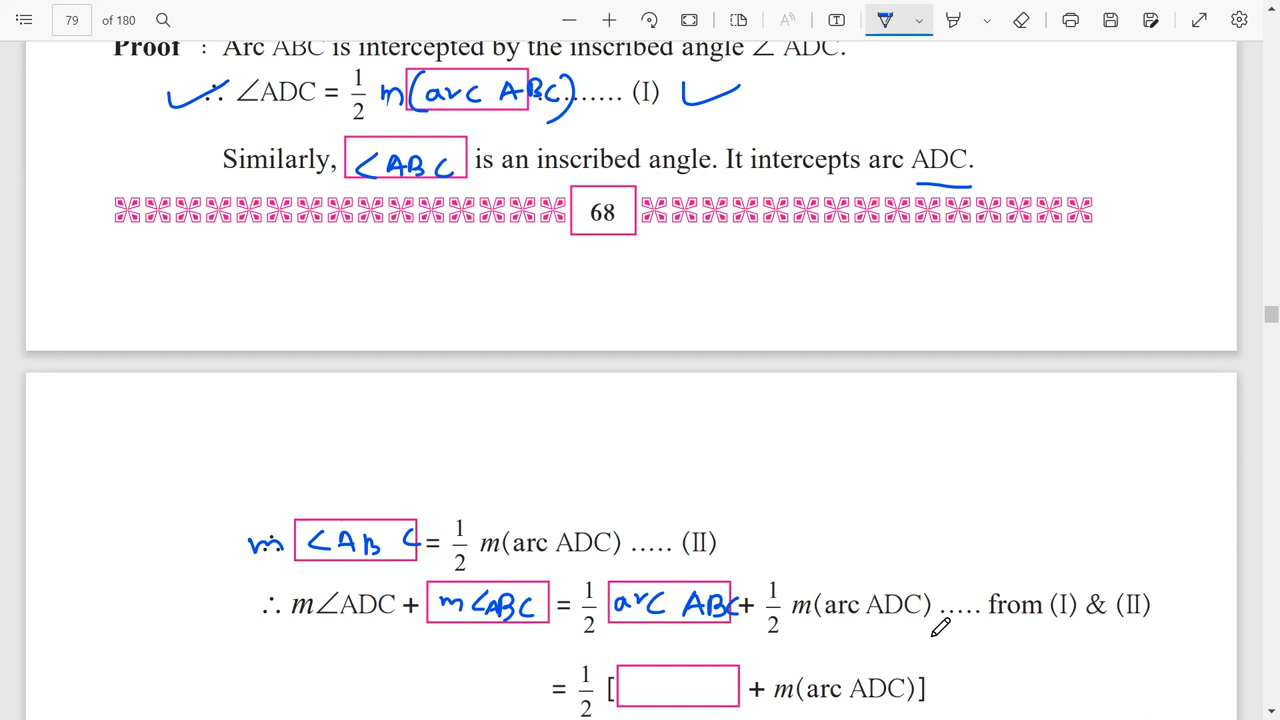 79 of 180
Proof : Arc ABC is intercepted by the inscribed angle ∠ ADC.
∴ ∠ADC = 1/2 m(arc ABC) ........ (I)
Similarly, ∠ABC is an inscribed angle. It intercepts arc ADC.
68
∴ m ∠ABC = 1/2 m(arc ADC) ..... (II)
∴ m∠ADC + m∠ABC = 1/2 arc ABC + 1/2 m(arc ADC) ..... from (I) & (II)
= 1/2 [ + m(arc ADC)]